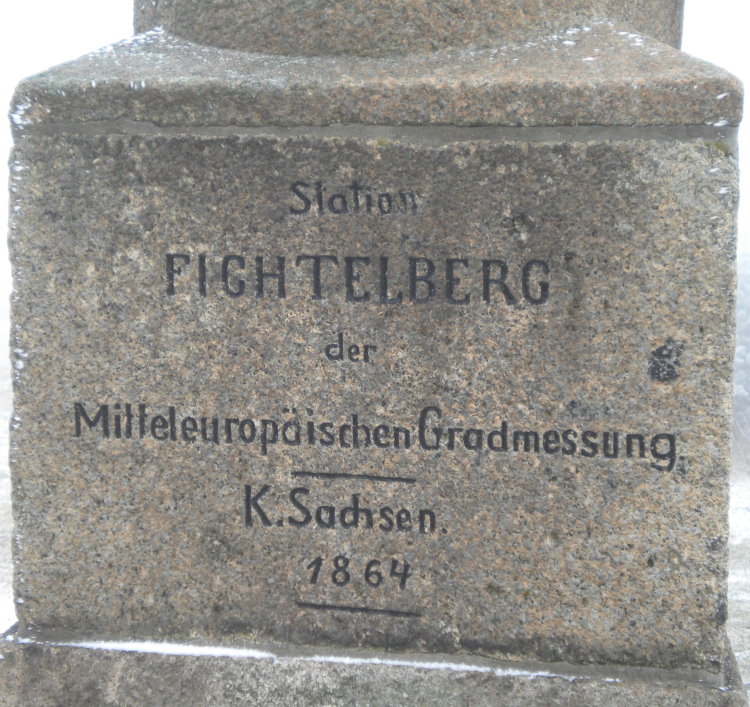 Station
FICHTELBERG
der
Mitteleuropäischen Gradmessung.
K. Sachsen.
1864